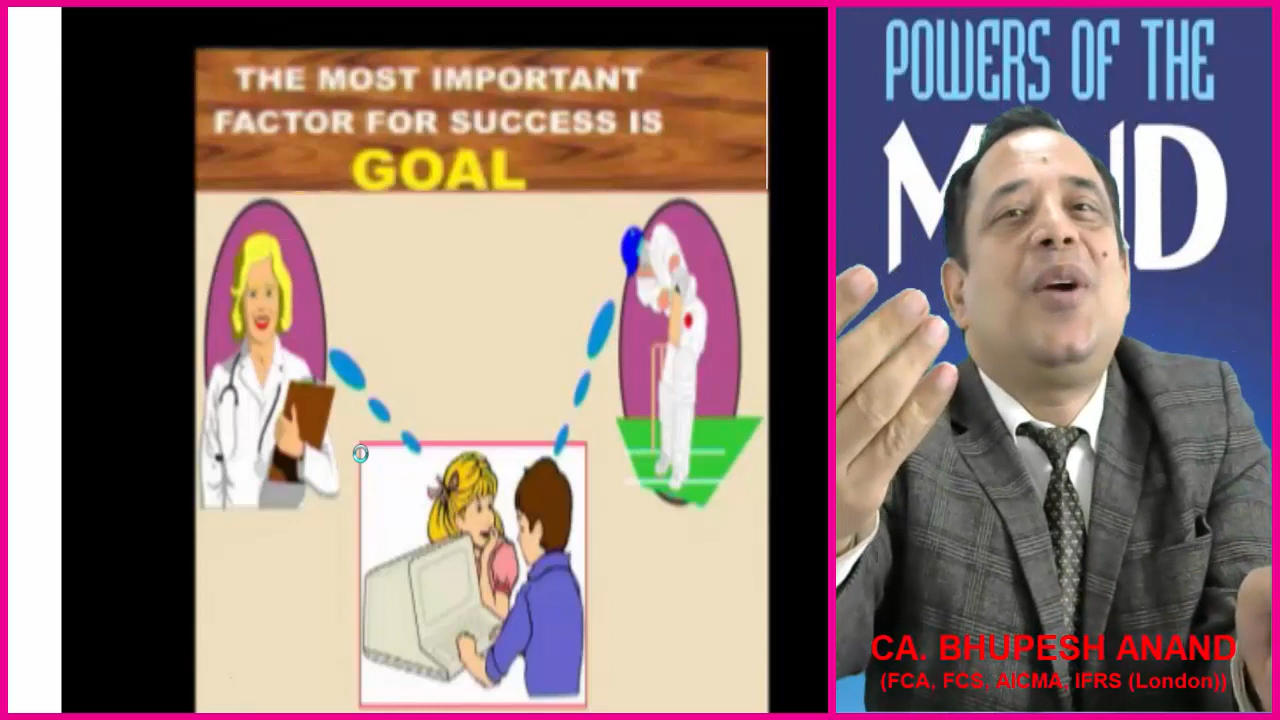 THE MOST IMPORTANT
FACTOR FOR SUCCESS IS
GOAL
POWERS OF THE
M ND
CA. BHUPESH ANAND
(FCA, FCS, AICMA, IFRS (London))